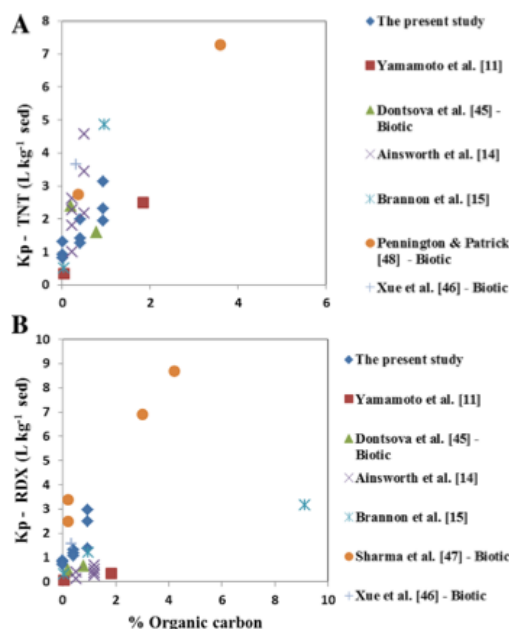 A
8
7
6
5
4
3
2
1
0
Kp - TNT (L kg⁻¹ sed)
0 2 4 6
The present study
Yamamoto et al. [11]
Dontsova et al. [45] -
Biotic
Ainsworth et al. [14]
Brannon et al. [15]
Pennington & Patrick
[48] - Biotic
Xue et al. [46] - Biotic
B
10
9
8
7
6
5
4
3
2
1
0
Kp - RDX (L kg⁻¹ sed)
0 2 4 6 8 10
% Organic carbon
The present study
Yamamoto et al. [11]
Dontsova et al. [45] -
Biotic
Ainsworth et al. [14]
Brannon et al. [15]
Sharma et al. [47] - Biotic
Xue et al. [46] - Biotic